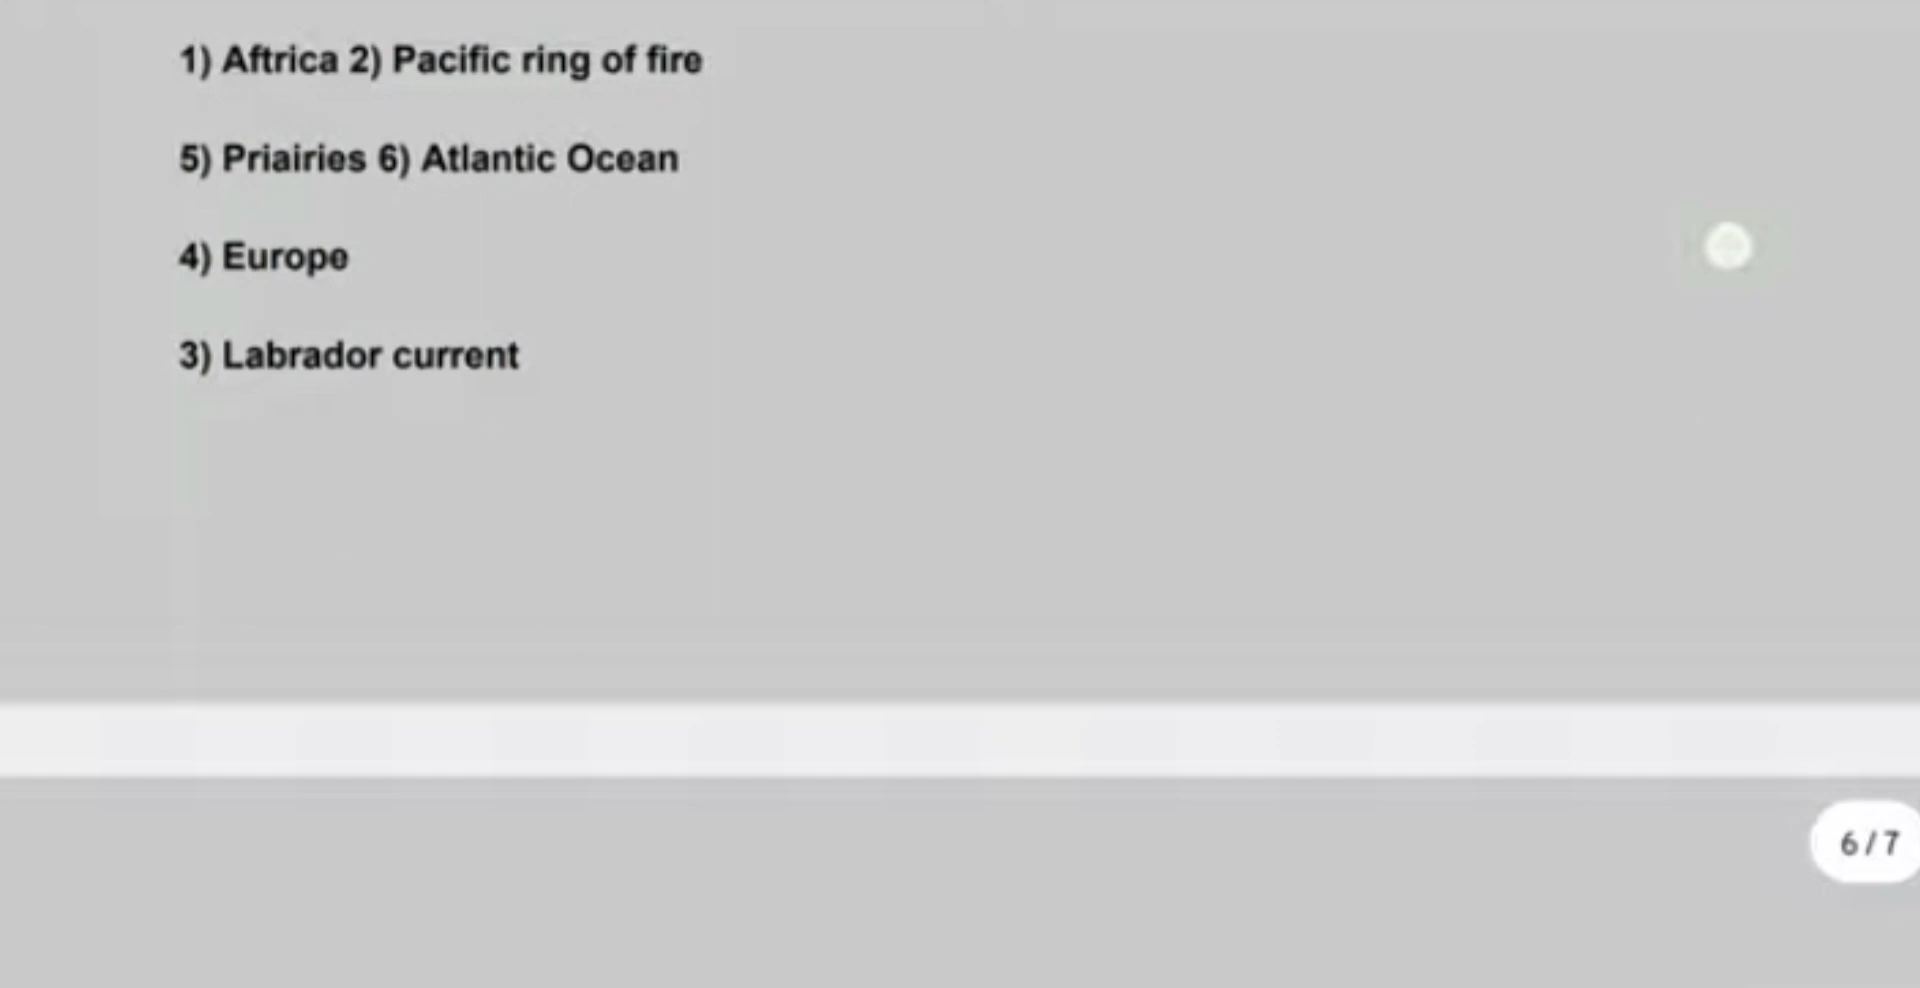 1) Aftrica 2) Pacific ring of fire
5) Priairies 6) Atlantic Ocean
4) Europe
3) Labrador current
6/7